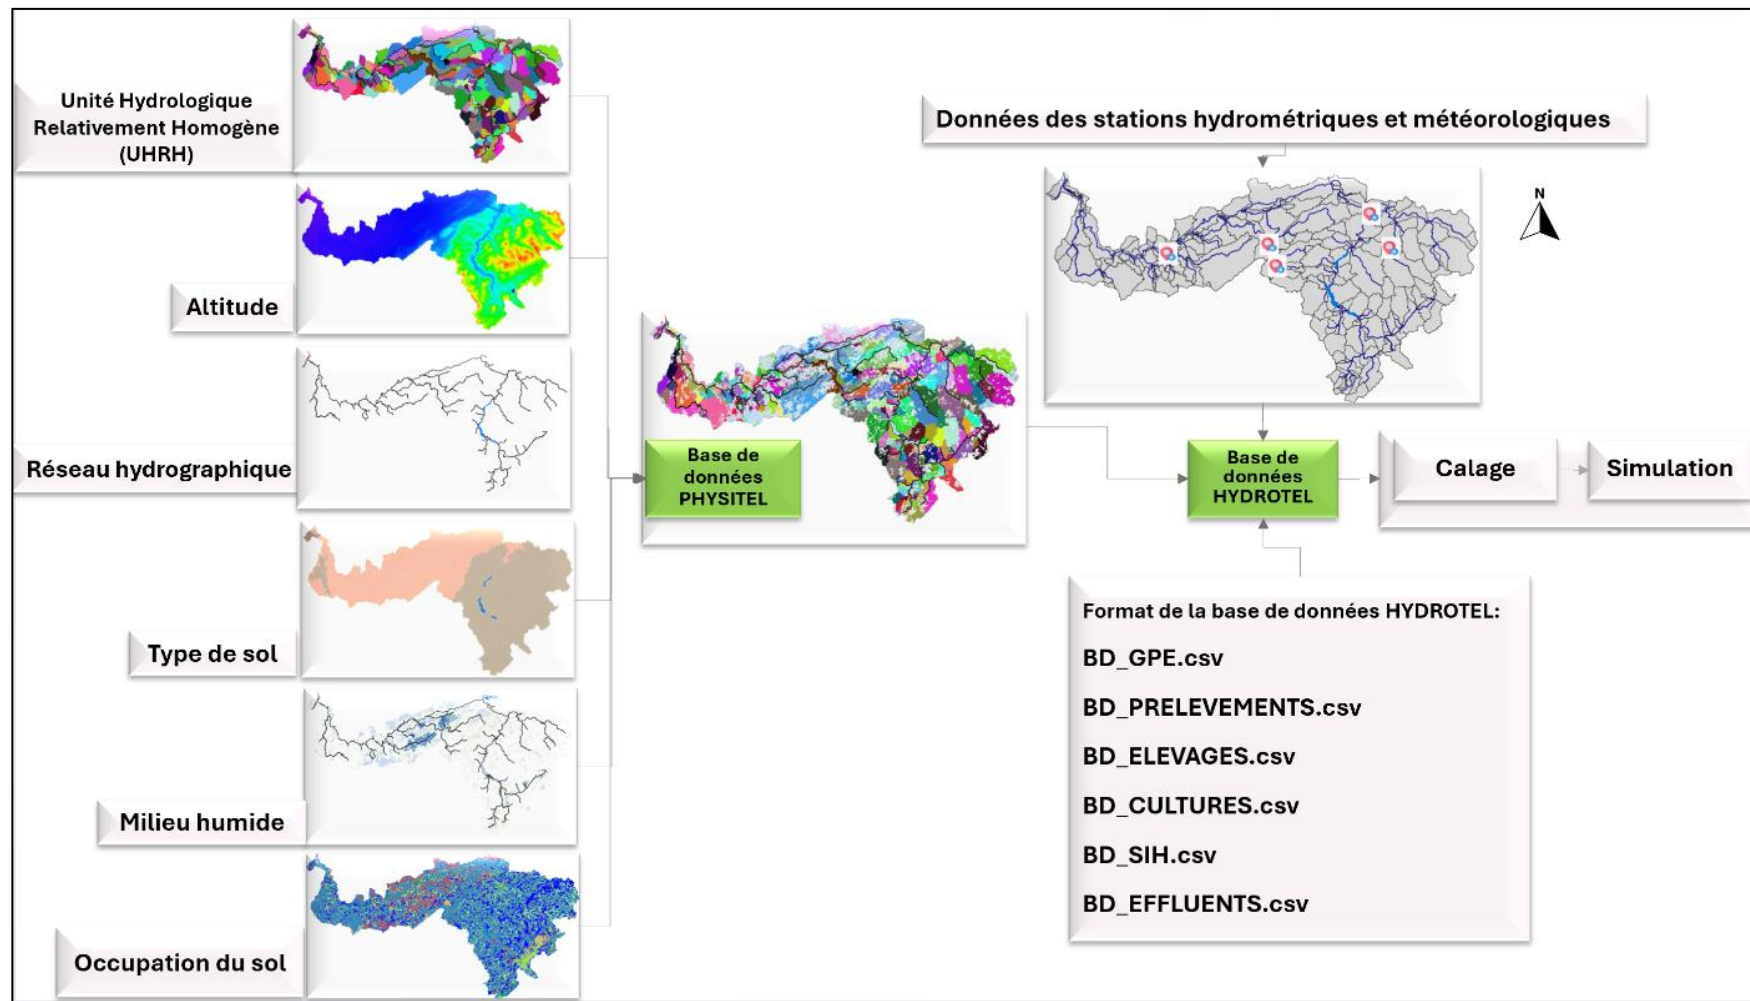 Unité Hydrologique
Relativement Homogène
(UHRH)
Altitude
Réseau hydrographique
Type de sol
Milieu humide
Occupation du sol
Base de
données
PHYSITEL
Données des stations hydrométriques et météorologiques
N
Base de
données
HYDROTEL
Calage
Simulation
Format de la base de données HYDROTEL:
BD_GPE.csv
BD_PRELEVEMENTS.csv
BD_ELEVAGES.csv
BD_CULTURES.csv
BD_SIH.csv
BD_EFFLUENTS.csv